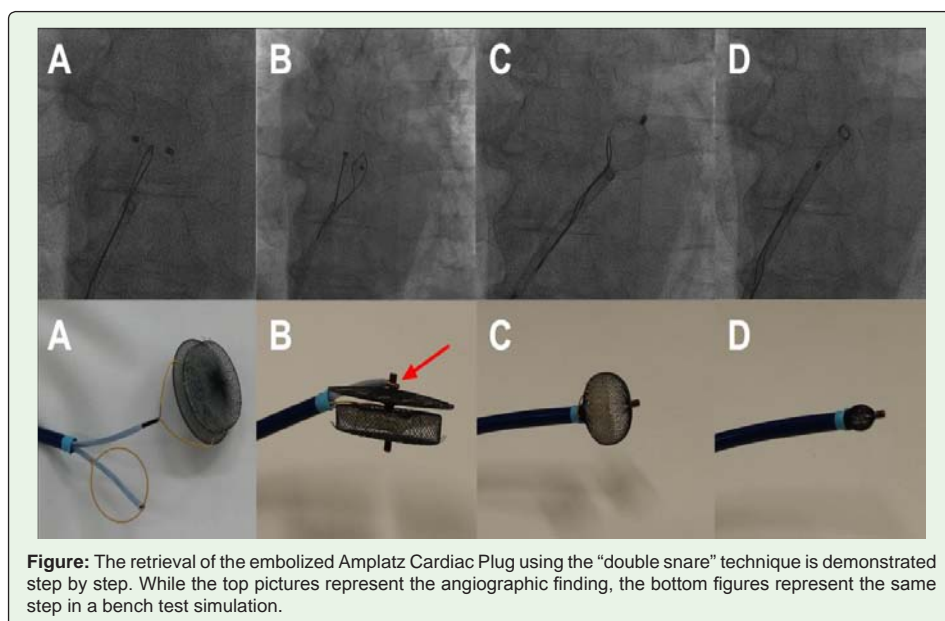 A B C D
A B C D
Figure: The retrieval of the embolized Amplatz Cardiac Plug using the “double snare” technique is demonstrated
step by step. While the top pictures represent the angiographic finding, the bottom figures represent the same
step in a bench test simulation.